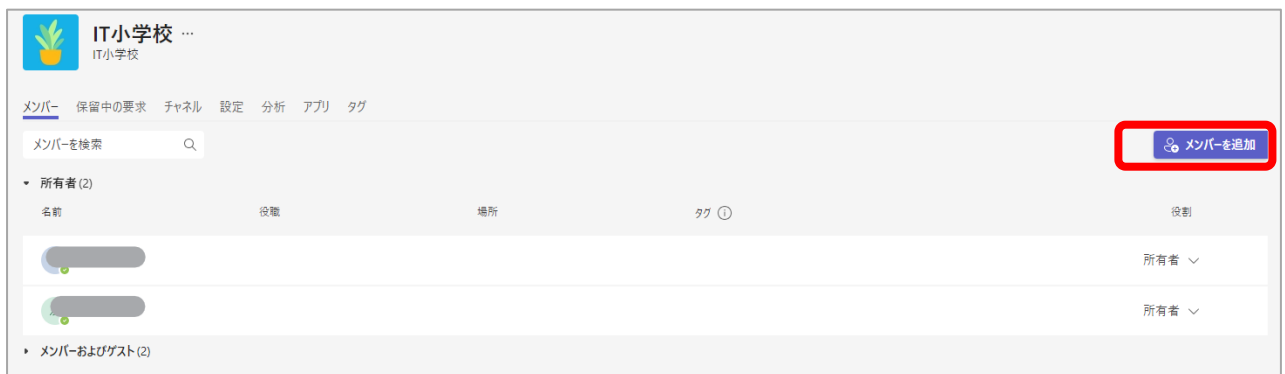 IT小学校 …
IT小学校
メンバー 保留中の要求 チャネル 設定 分析 アプリ タグ
メンバーを検索
メンバーを追加
所有者 (2)
名前 役職 場所 タグ 役割
所有者
所有者
メンバーおよびゲスト (2)